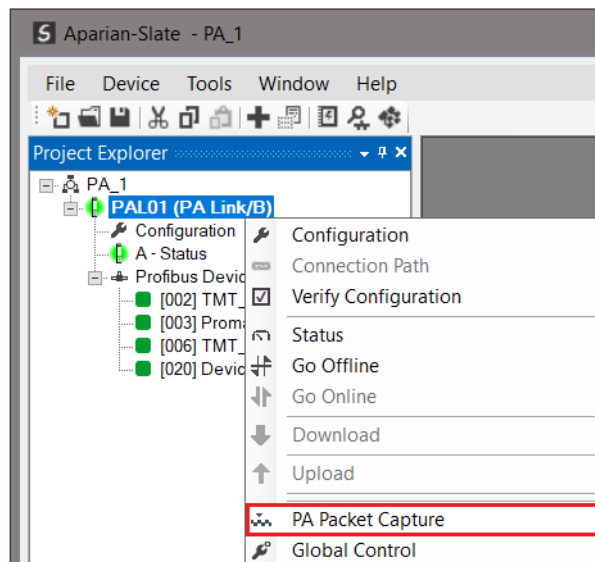 S Aparian-Slate - PA_1
File Device Tools Window Help
Project Explorer
PA_1
PAL01 (PA Link/B)
Configuration
A - Status
Profibus Devic
[002] TMT_
[003] Proma
[006] TMT_
[020] Devic
Configuration
Connection Path
Verify Configuration
Status
Go Offline
Go Online
Download
Upload
PA Packet Capture
Global Control